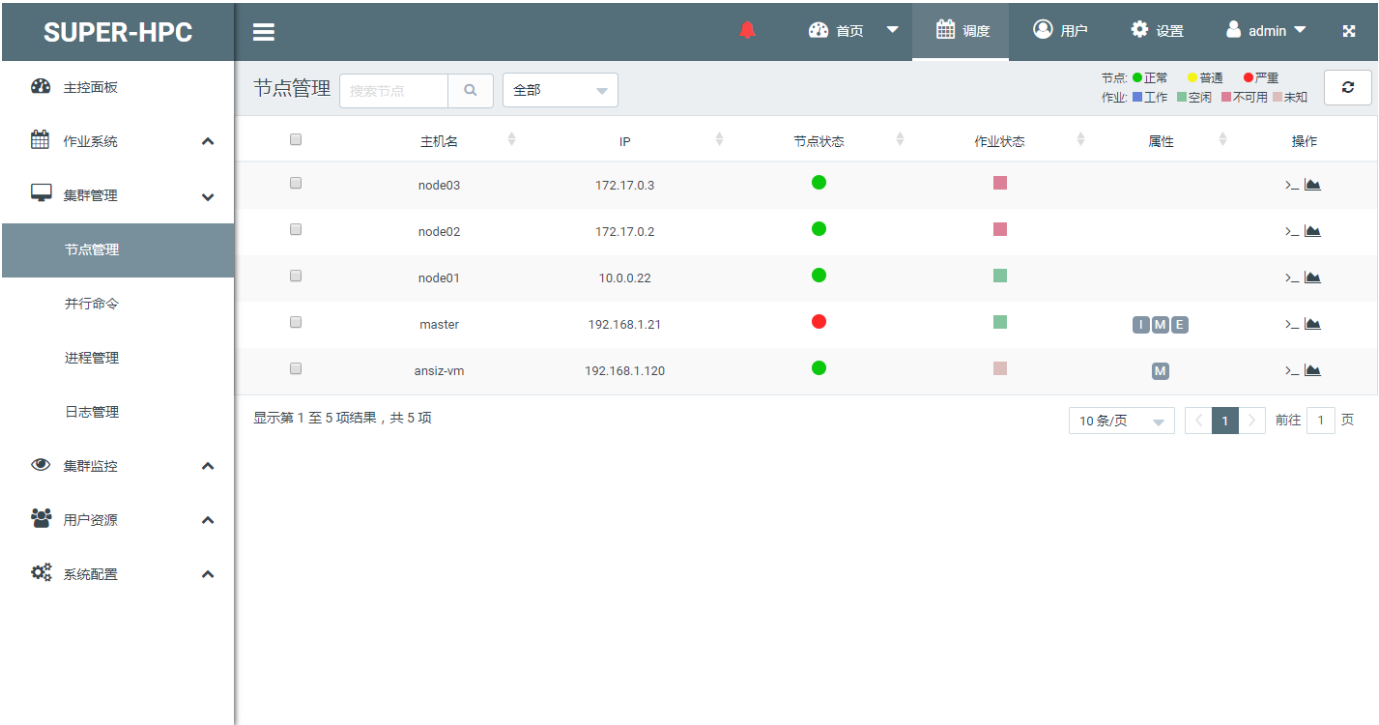 SUPER-HPC
首页
调度
用户
设置
admin
主控面板
作业系统
集群管理
节点管理
并行命令
进程管理
日志管理
集群监控
用户资源
系统配置
节点管理 搜索节点 全部
节点: 正常 普通 严重
作业: 工作 空闲 不可用 未知
主机名 IP 节点状态 作业状态 属性 操作
node03 172.17.0.3 >_
node02 172.17.0.2 >_
node01 10.0.0.22 >_
master 192.168.1.21 I M E >_
ansiz-vm 192.168.1.120 M >_
显示第 1 至 5 项结果，共 5 项
10 条/页 1 前往 1 页